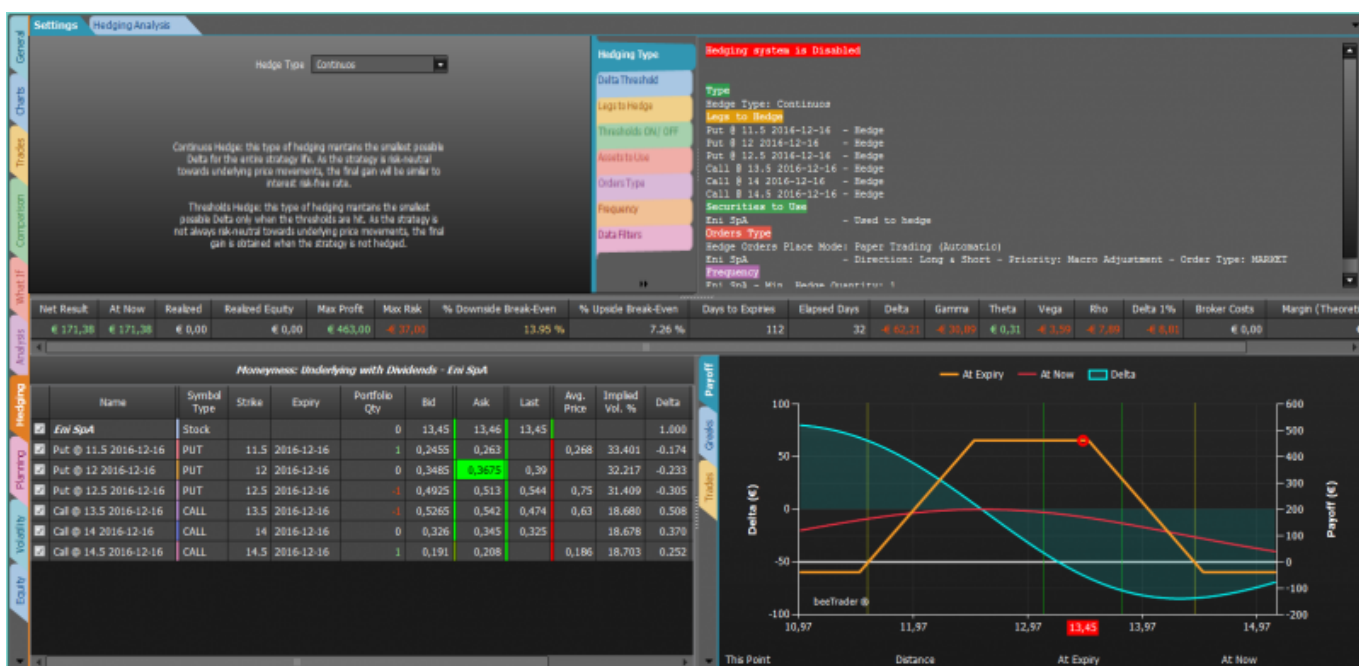 Settings Hedging Analysis
General
Charts
Trades
Comparison
What If
Analysis
Hedging
Planning
Volatility
Equity
Hedge Type Continuos
Continuos Hedge: this type of hedging mantains the smallest possible
Delta for the entire strategy life. As the strategy is risk-neutral
towards underlying price movements, the final gain will be similar to
interest risk-free rate.
Thresholds Hedge: this type of hedging mantains the smallest
possible Delta only when the thresholds are hit. As the strategy is
not always risk-neutral towards underlying price movements, the final
gain is obtained when the strategy is not hedged.
Hedging Type
Delta Threshold
Legs to Hedge
Thresholds ON/ OFF
Assets to Use
Orders Type
Frequency
Data Filters
Hedging system is Disabled
Type
Hedge Type: Continuos
Legs to Hedge
Put @ 11.5 2016-12-16 - Hedge
Put @ 12 2016-12-16 - Hedge
Put @ 12.5 2016-12-16 - Hedge
Call @ 13.5 2016-12-16 - Hedge
Call @ 14 2016-12-16 - Hedge
Call @ 14.5 2016-12-16 - Hedge
Securities to Use
Eni SpA - Used to hedge
Orders Type
Hedge Orders Place Mode: Paper Trading (Automatic)
Eni SpA - Direction: Long & Short - Priority: Macro Adjustment - Order Type: MARKET
Frequency
Eni SpA - Min. Hedge Quantity: 1
Net Result At Now Realized Realized Equity Max Profit Max Risk % Downside Break-Even % Upside Break-Even Days to Expiries Elapsed Days Delta Gamma Theta Vega Rho Delta 1% Broker Costs Margin (Theoreti
€ 171,38 € 171,38 € 0,00 € 0,00 € 463,00 -€ 37,00 13.95 % 7.26 % 112 32 -€ 62,21 -€ 30,89 € 0,31 -€ 3,59 -€ 7,89 -€ 8,81 € 0,00 €
Moneyness: Underlying with Dividends - Eni SpA
Name Symbol Type Strike Expiry Portfolio Qty Bid Ask Last Avg. Price Implied Vol. % Delta
Eni SpA Stock 0 13,45 13,46 13,45 1.000
Put @ 11.5 2016-12-16 PUT 11.5 2016-12-16 1 0,2455 0,263 0,268 33.401 -0.174
Put @ 12 2016-12-16 PUT 12 2016-12-16 0 0,3485 0,3675 0,39 32.217 -0.233
Put @ 12.5 2016-12-16 PUT 12.5 2016-12-16 -1 0,4925 0,513 0,544 0,75 31.409 -0.305
Call @ 13.5 2016-12-16 CALL 13.5 2016-12-16 -1 0,5265 0,542 0,474 0,63 18.680 0.508
Call @ 14 2016-12-16 CALL 14 2016-12-16 0 0,326 0,345 0,325 18.678 0.370
Call @ 14.5 2016-12-16 CALL 14.5 2016-12-16 1 0,191 0,208 0,186 18.703 0.252
Payoff
Greeks
Trades
At Expiry At Now Delta
100 600
500
50 400
300
0 200
100
-50 0
-100
-100 -200
Delta (€)
Payoff (€)
beeTrader ®
10,97 11,97 12,97 13,45 13,97 14,97
This Point Distance At Expiry At Now